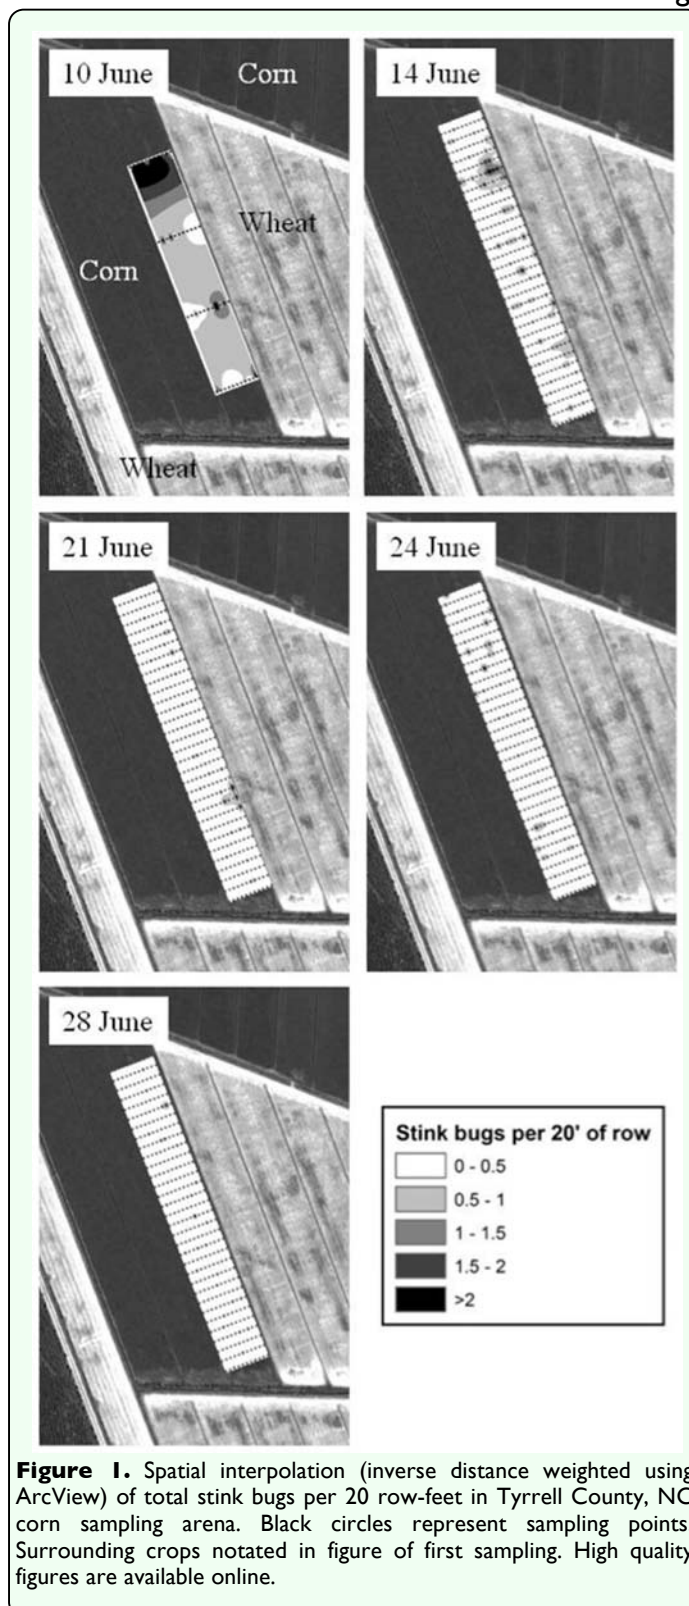 10 June
Corn
Wheat
Corn
Wheat
14 June
21 June
24 June
28 June
Stink bugs per 20' of row
0 - 0.5
0.5 - 1
1 - 1.5
1.5 - 2
>2
Figure 1. Spatial interpolation (inverse distance weighted using
ArcView) of total stink bugs per 20 row-feet in Tyrrell County, NC
corn sampling arena. Black circles represent sampling points
Surrounding crops notated in figure of first sampling. High quality
figures are available online.